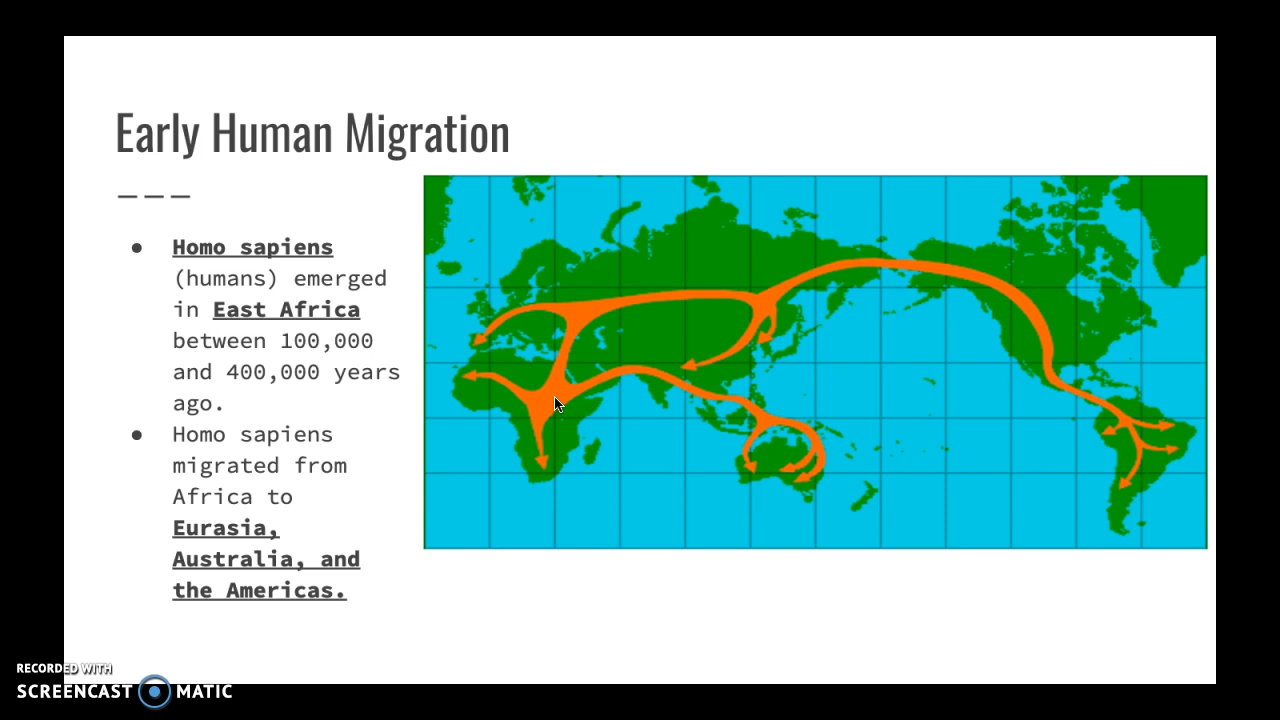 Early Human Migration
● Homo sapiens
(humans) emerged
in East Africa
between 100,000
and 400,000 years
ago.
● Homo sapiens
migrated from
Africa to
Eurasia,
Australia, and
the Americas.
RECORDED WITH
SCREENCAST MATIC